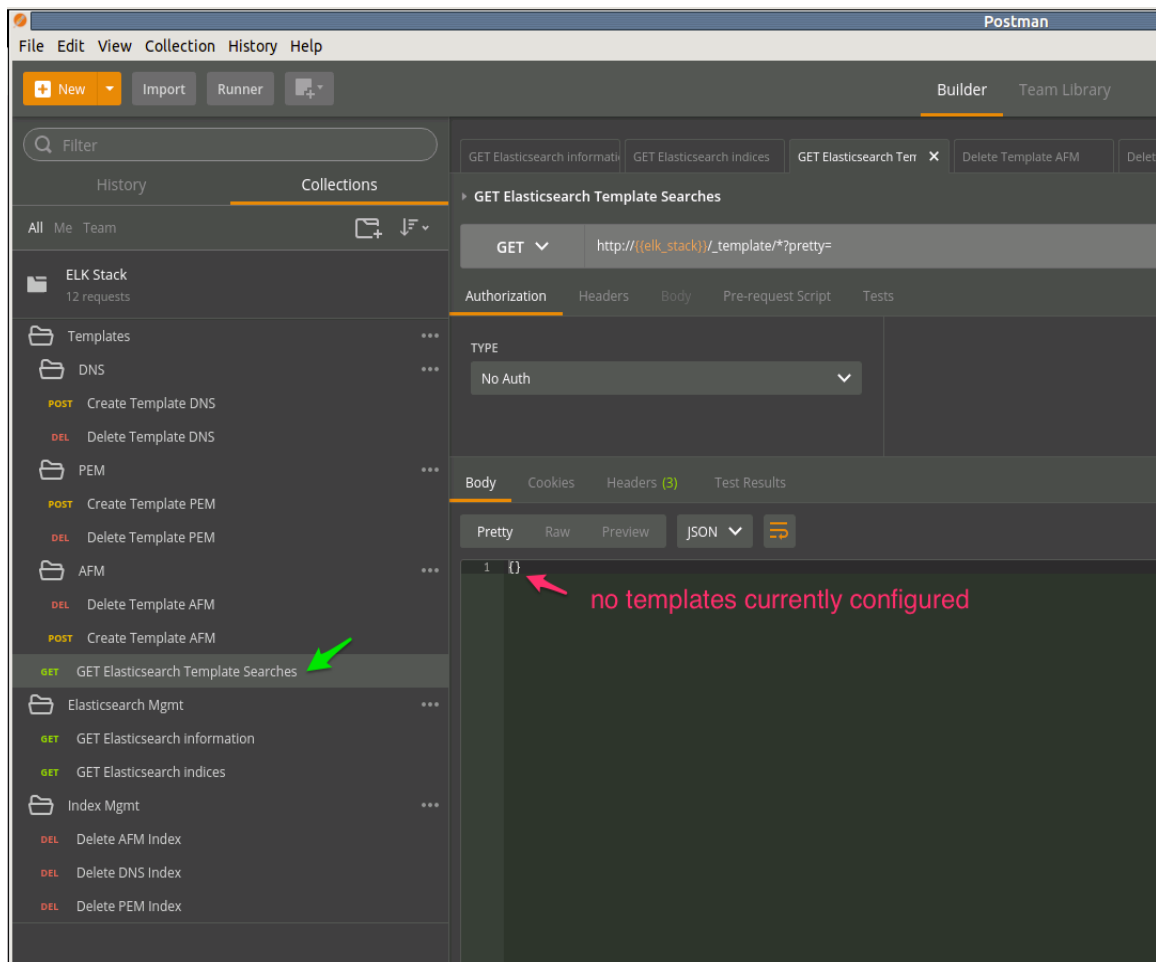 Postman
File Edit View Collection History Help
New Import Runner
Builder Team Library
Filter
History Collections
All Me Team
ELK Stack
12 requests
Templates
DNS
POST Create Template DNS
DEL Delete Template DNS
PEM
POST Create Template PEM
DEL Delete Template PEM
AFM
DEL Delete Template AFM
POST Create Template AFM
GET GET Elasticsearch Template Searches
Elasticsearch Mgmt
GET GET Elasticsearch information
GET GET Elasticsearch indices
Index Mgmt
DEL Delete AFM Index
DEL Delete DNS Index
DEL Delete PEM Index
GET Elasticsearch informati GET Elasticsearch indices GET Elasticsearch Tem Delete Template AFM Delet
GET Elasticsearch Template Searches
GET http://{{elk_stack}}/_template/*?pretty=
Authorization Headers Body Pre-request Script Tests
TYPE
No Auth
Body Cookies Headers (3) Test Results
Pretty Raw Preview JSON
1 {}
no templates currently configured